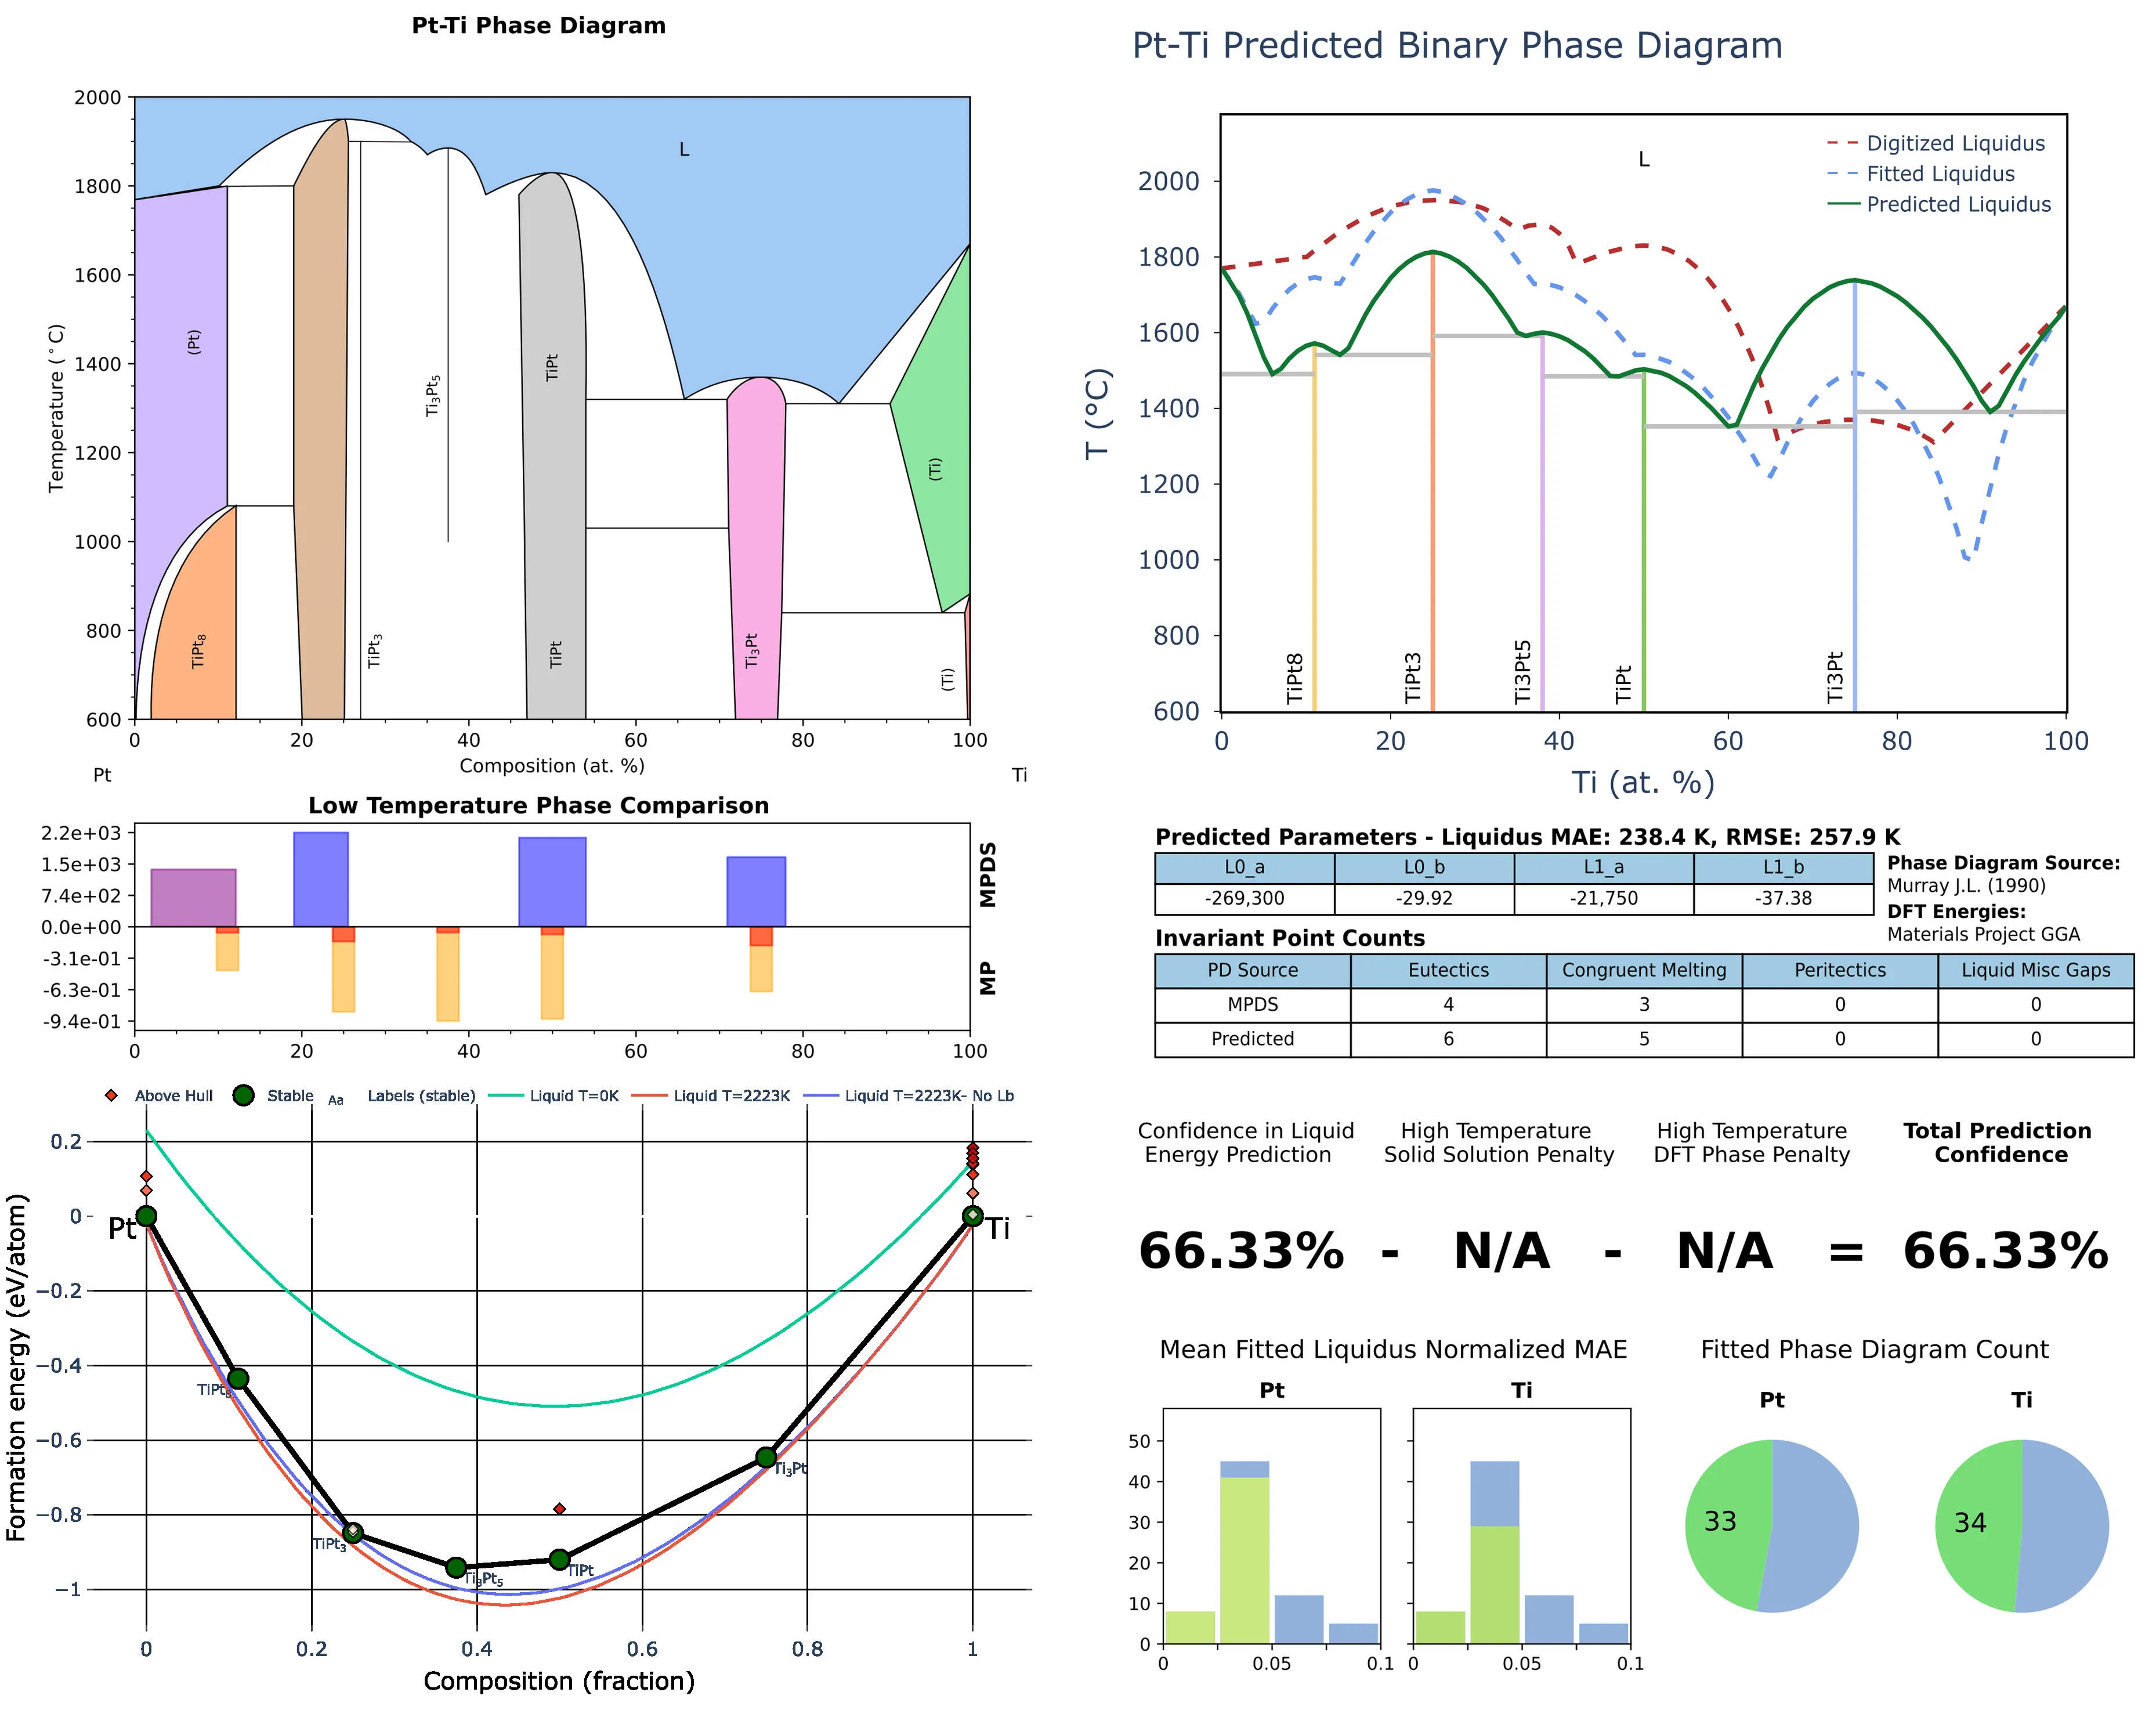 Pt-Ti Phase Diagram
2000
1800
1600
1400
1200
1000
800
600
Temperature (°C)
L
(Pt)
Ti₃Pt₅
TiPt
(Ti)
TiPt₈
TiPt₃
TiPt
Ti₃Pt
(Ti)
0 20 40 60 80 100
Composition (at. %)
Pt Ti
Low Temperature Phase Comparison
2.2e+03
1.5e+03
7.4e+02
0.0e+00
-3.1e-01
-6.3e-01
-9.4e-01
MPDS
MP
0 20 40 60 80 100
Above Hull Stable Aa Labels (stable) Liquid T=0K Liquid T=2223K Liquid T=2223K- No Lb
0.2
0
−0.2
−0.4
−0.6
−0.8
−1
Formation energy (eV/atom)
Pt
Ti
TiPt₈
TiPt₃
Ti₃Pt₅
TiPt
Ti₃Pt
0 0.2 0.4 0.6 0.8 1
Composition (fraction)
Pt-Ti Predicted Binary Phase Diagram
L
Digitized Liquidus
Fitted Liquidus
Predicted Liquidus
2000
1800
1600
1400
1200
1000
800
600
T (°C)
TiPt8
TiPt3
Ti3Pt5
TiPt
Ti3Pt
0 20 40 60 80 100
Ti (at. %)
Predicted Parameters - Liquidus MAE: 238.4 K, RMSE: 257.9 K
L0_a L0_b L1_a L1_b
-269,300 -29.92 -21,750 -37.38
Phase Diagram Source:
Murray J.L. (1990)
DFT Energies:
Materials Project GGA
Invariant Point Counts
PD Source Eutectics Congruent Melting Peritectics Liquid Misc Gaps
MPDS 4 3 0 0
Predicted 6 5 0 0
Confidence in Liquid
Energy Prediction
High Temperature
Solid Solution Penalty
High Temperature
DFT Phase Penalty
Total Prediction
Confidence
66.33% - N/A - N/A = 66.33%
Mean Fitted Liquidus Normalized MAE
Pt Ti
50
40
30
20
10
0
0 0.05 0.1 0 0.05 0.1
Fitted Phase Diagram Count
Pt Ti
33 34